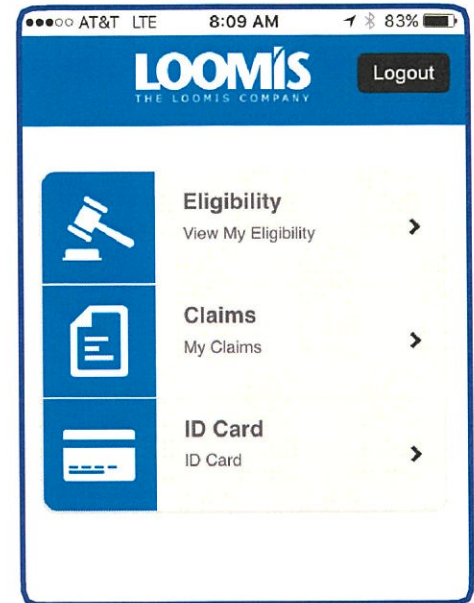 AT&T LTE 8:09 AM 83%
LOOMIS
THE LOOMIS COMPANY
Logout
Eligibility
View My Eligibility
Claims
My Claims
ID Card
ID Card